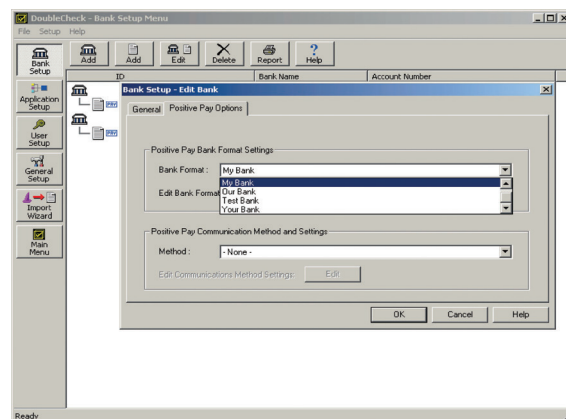 DoubleCheck - Bank Setup Menu
File Setup Help
Bank Setup
Application Setup
User Setup
General Setup
Import Wizard
Main Menu
Add Add Edit Delete Report Help
ID Bank Name Account Number
Bank Setup - Edit Bank
General Positive Pay Options
Positive Pay Bank Format Settings
Bank Format : My Bank
My Bank
Our Bank
Edit Bank Format
Test Bank
Your Bank
Positive Pay Communication Method and Settings
Method : - None -
Edit Communications Method Settings: Edit
OK Cancel Help
Ready